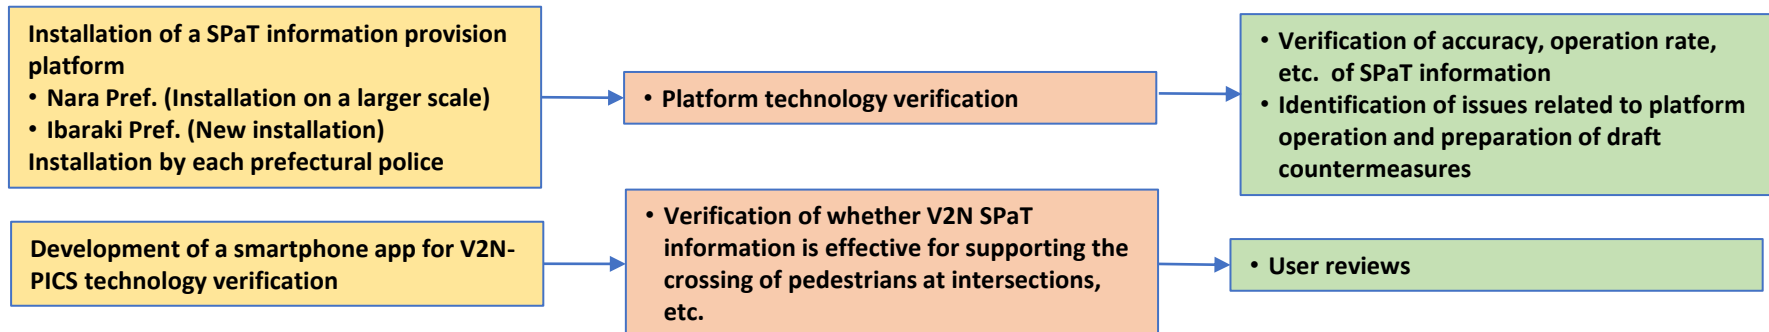 Installation of a SPaT information provision
platform
• Nara Pref. (Installation on a larger scale)
• Ibaraki Pref. (New installation)
Installation by each prefectural police
• Platform technology verification
• Verification of accuracy, operation rate,
etc. of SPaT information
• Identification of issues related to platform
operation and preparation of draft
countermeasures
Development of a smartphone app for V2N-
PICS technology verification
• Verification of whether V2N SPaT
information is effective for supporting the
crossing of pedestrians at intersections,
etc.
• User reviews